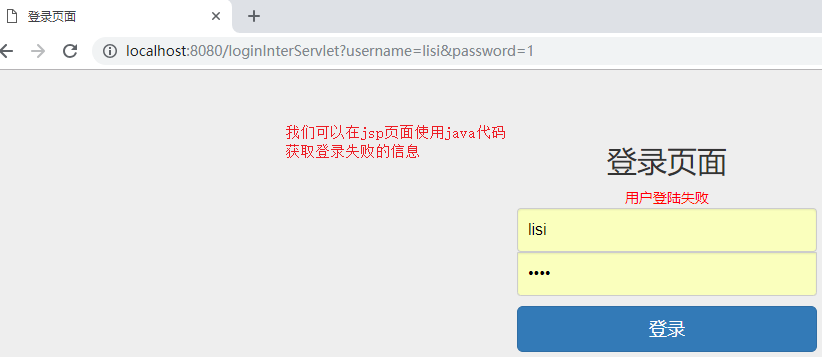 登录页面
localhost:8080/loginInterServlet?username=lisi&password=1
我们可以在jsp页面使用java代码
获取登录失败的信息
登录页面
用户登陆失败
lisi
••••
登录